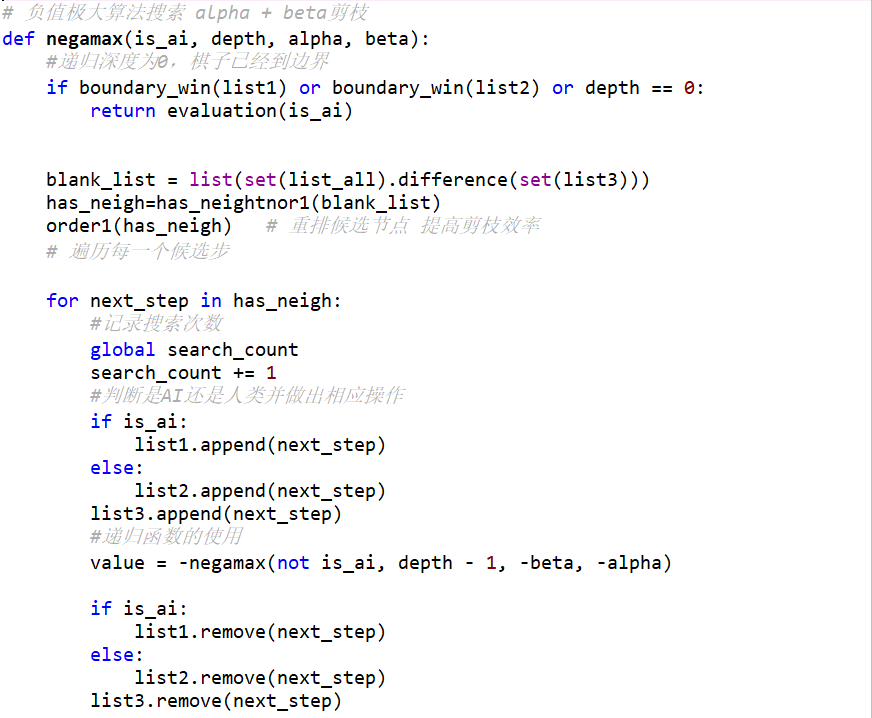 # 负值极大算法搜索 alpha + beta剪枝
def negamax(is_ai, depth, alpha, beta):
    #递归深度为0，棋子已经到边界
    if boundary_win(list1) or boundary_win(list2) or depth == 0:
        return evaluation(is_ai)
    blank_list = list(set(list_all).difference(set(list3)))
    has_neigh=has_neightnor1(blank_list)
    order1(has_neigh)   # 重排候选节点 提高剪枝效率
    # 遍历每一个候选步
    for next_step in has_neigh:
        #记录搜索次数
        global search_count
        search_count += 1
        #判断是AI还是人类并做出相应操作
        if is_ai:
            list1.append(next_step)
        else:
            list2.append(next_step)
        list3.append(next_step)
        #递归函数的使用
        value = -negamax(not is_ai, depth - 1, -beta, -alpha)
        if is_ai:
            list1.remove(next_step)
        else:
            list2.remove(next_step)
        list3.remove(next_step)